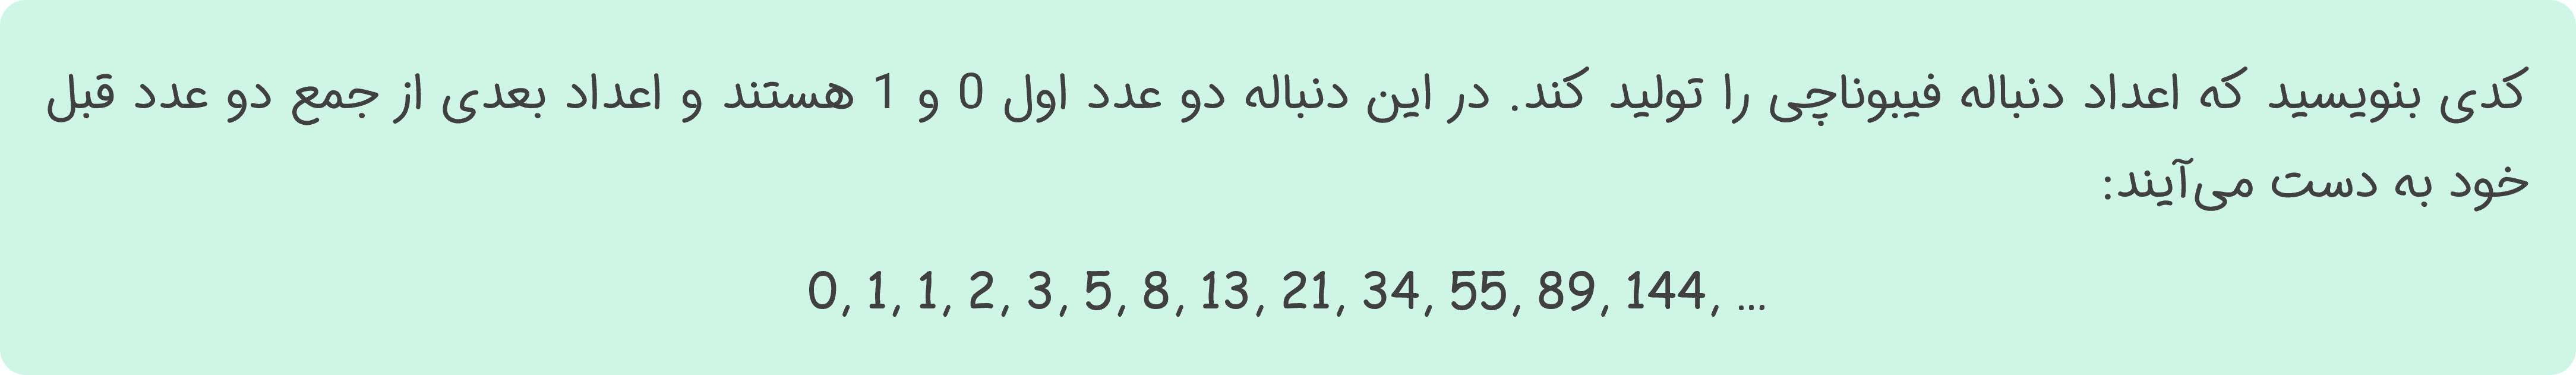 کدی بنویسید که اعداد دنباله فیبوناچی را تولید کند. در این دنباله دو عدد اول 0 و 1 هستند و اعداد بعدی از جمع دو عدد قبل
خود به دست می‌آیند:
0, 1, 1, 2, 3, 5, 8, 13, 21, 34, 55, 89, 144, ...